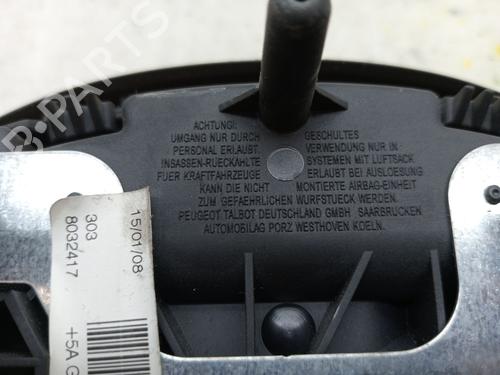 ACHTUNG!:
UMGANG NUR DURCH GESCHULTES
PERSONAL ERLAUBT. VERWENDUNG NUR IN
INSASSEN-RUECKAHLTE SYSTEMEN MIT LUFTSACK
FUER KRAFTFAHRZEUGE ERLAUBT BEI AUSLOESUNG
KANN DIE NICHT MONTIERTE AIRBAG-EINHEIT
ZUM GEFAEHRLICHEN WURFSTUECK WERDEN.
PEUGEOT TALBOT DEUTSCHLAND GMBH SAARBRUCKEN
AUTOMOBILAG PORZ WESTHOVEN KOELN.
15/01/08
303
8032417
+5A G